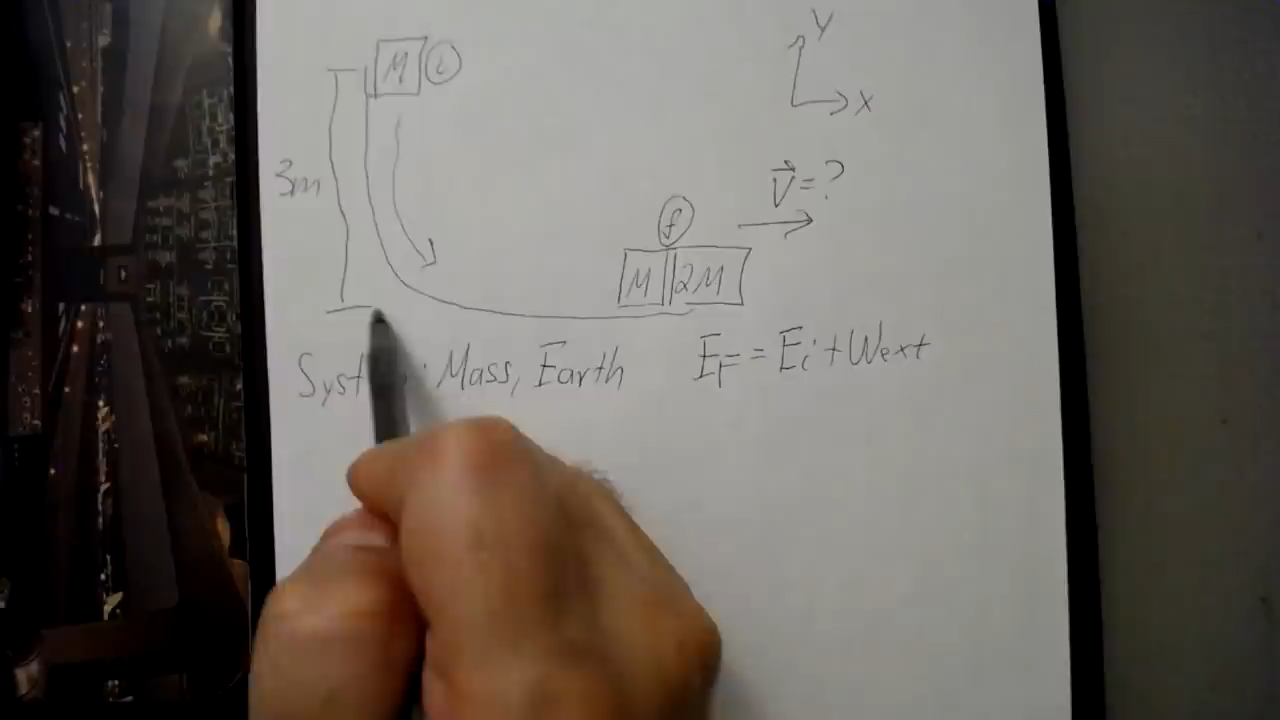 Y
M i
X
3m
V=?
f
M 2M
Mass, Earth
E_F = E_i + W_ext